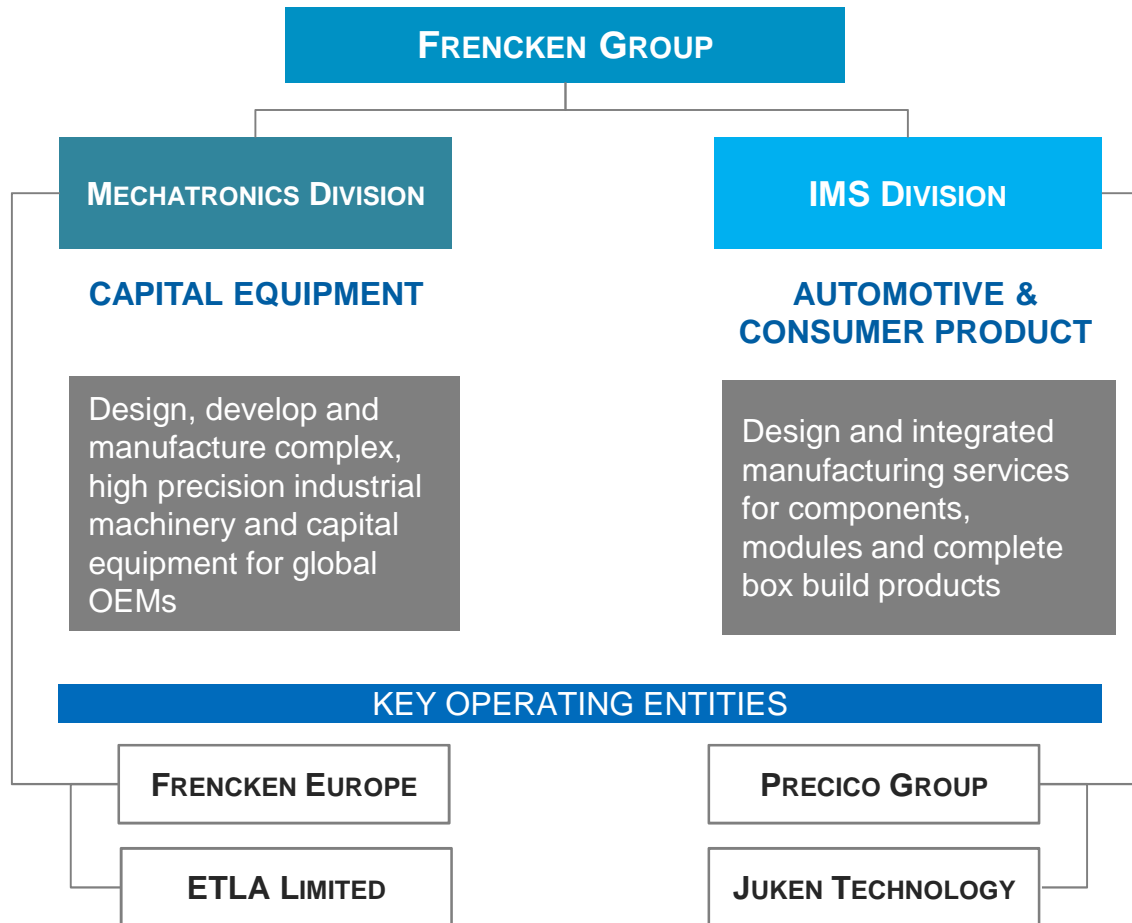 FRENCKEN GROUP
MECHATRONICS DIVISION
IMS DIVISION
CAPITAL EQUIPMENT
AUTOMOTIVE &
CONSUMER PRODUCT
Design, develop and
manufacture complex,
high precision industrial
machinery and capital
equipment for global
OEMs
Design and integrated
manufacturing services
for components,
modules and complete
box build products
KEY OPERATING ENTITIES
FRENCKEN EUROPE
PRECICO GROUP
ETLA LIMITED
JUKEN TECHNOLOGY